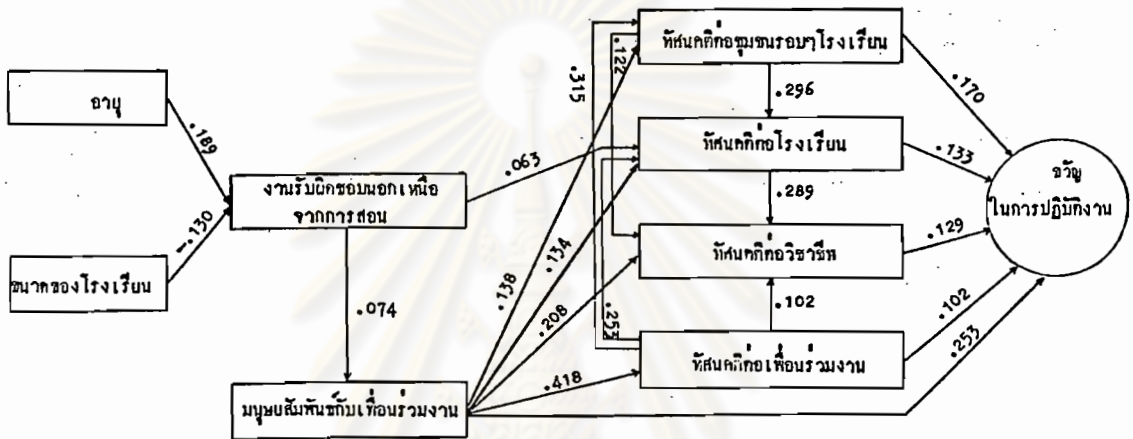 ทัศนคติต่อชุมชนรอบๆโรงเรียน
.122
.315
.170
.296
อายุ
.189
ทัศนคติต่อโรงเรียน
.063
.133
ขวัญ
ในการปฏิบัติงาน
งานรับผิดชอบนอกเหนือ
จากการสอน
.289
-.130
ทัศนคติต่อวิชาชีพ
.129
ขนาดของโรงเรียน
.134
.138
.208
.253
.102
.102
.074
ทัศนคติต่อเพื่อนร่วมงาน
.253
.418
มนุษยสัมพันธ์กับเพื่อนร่วมงาน